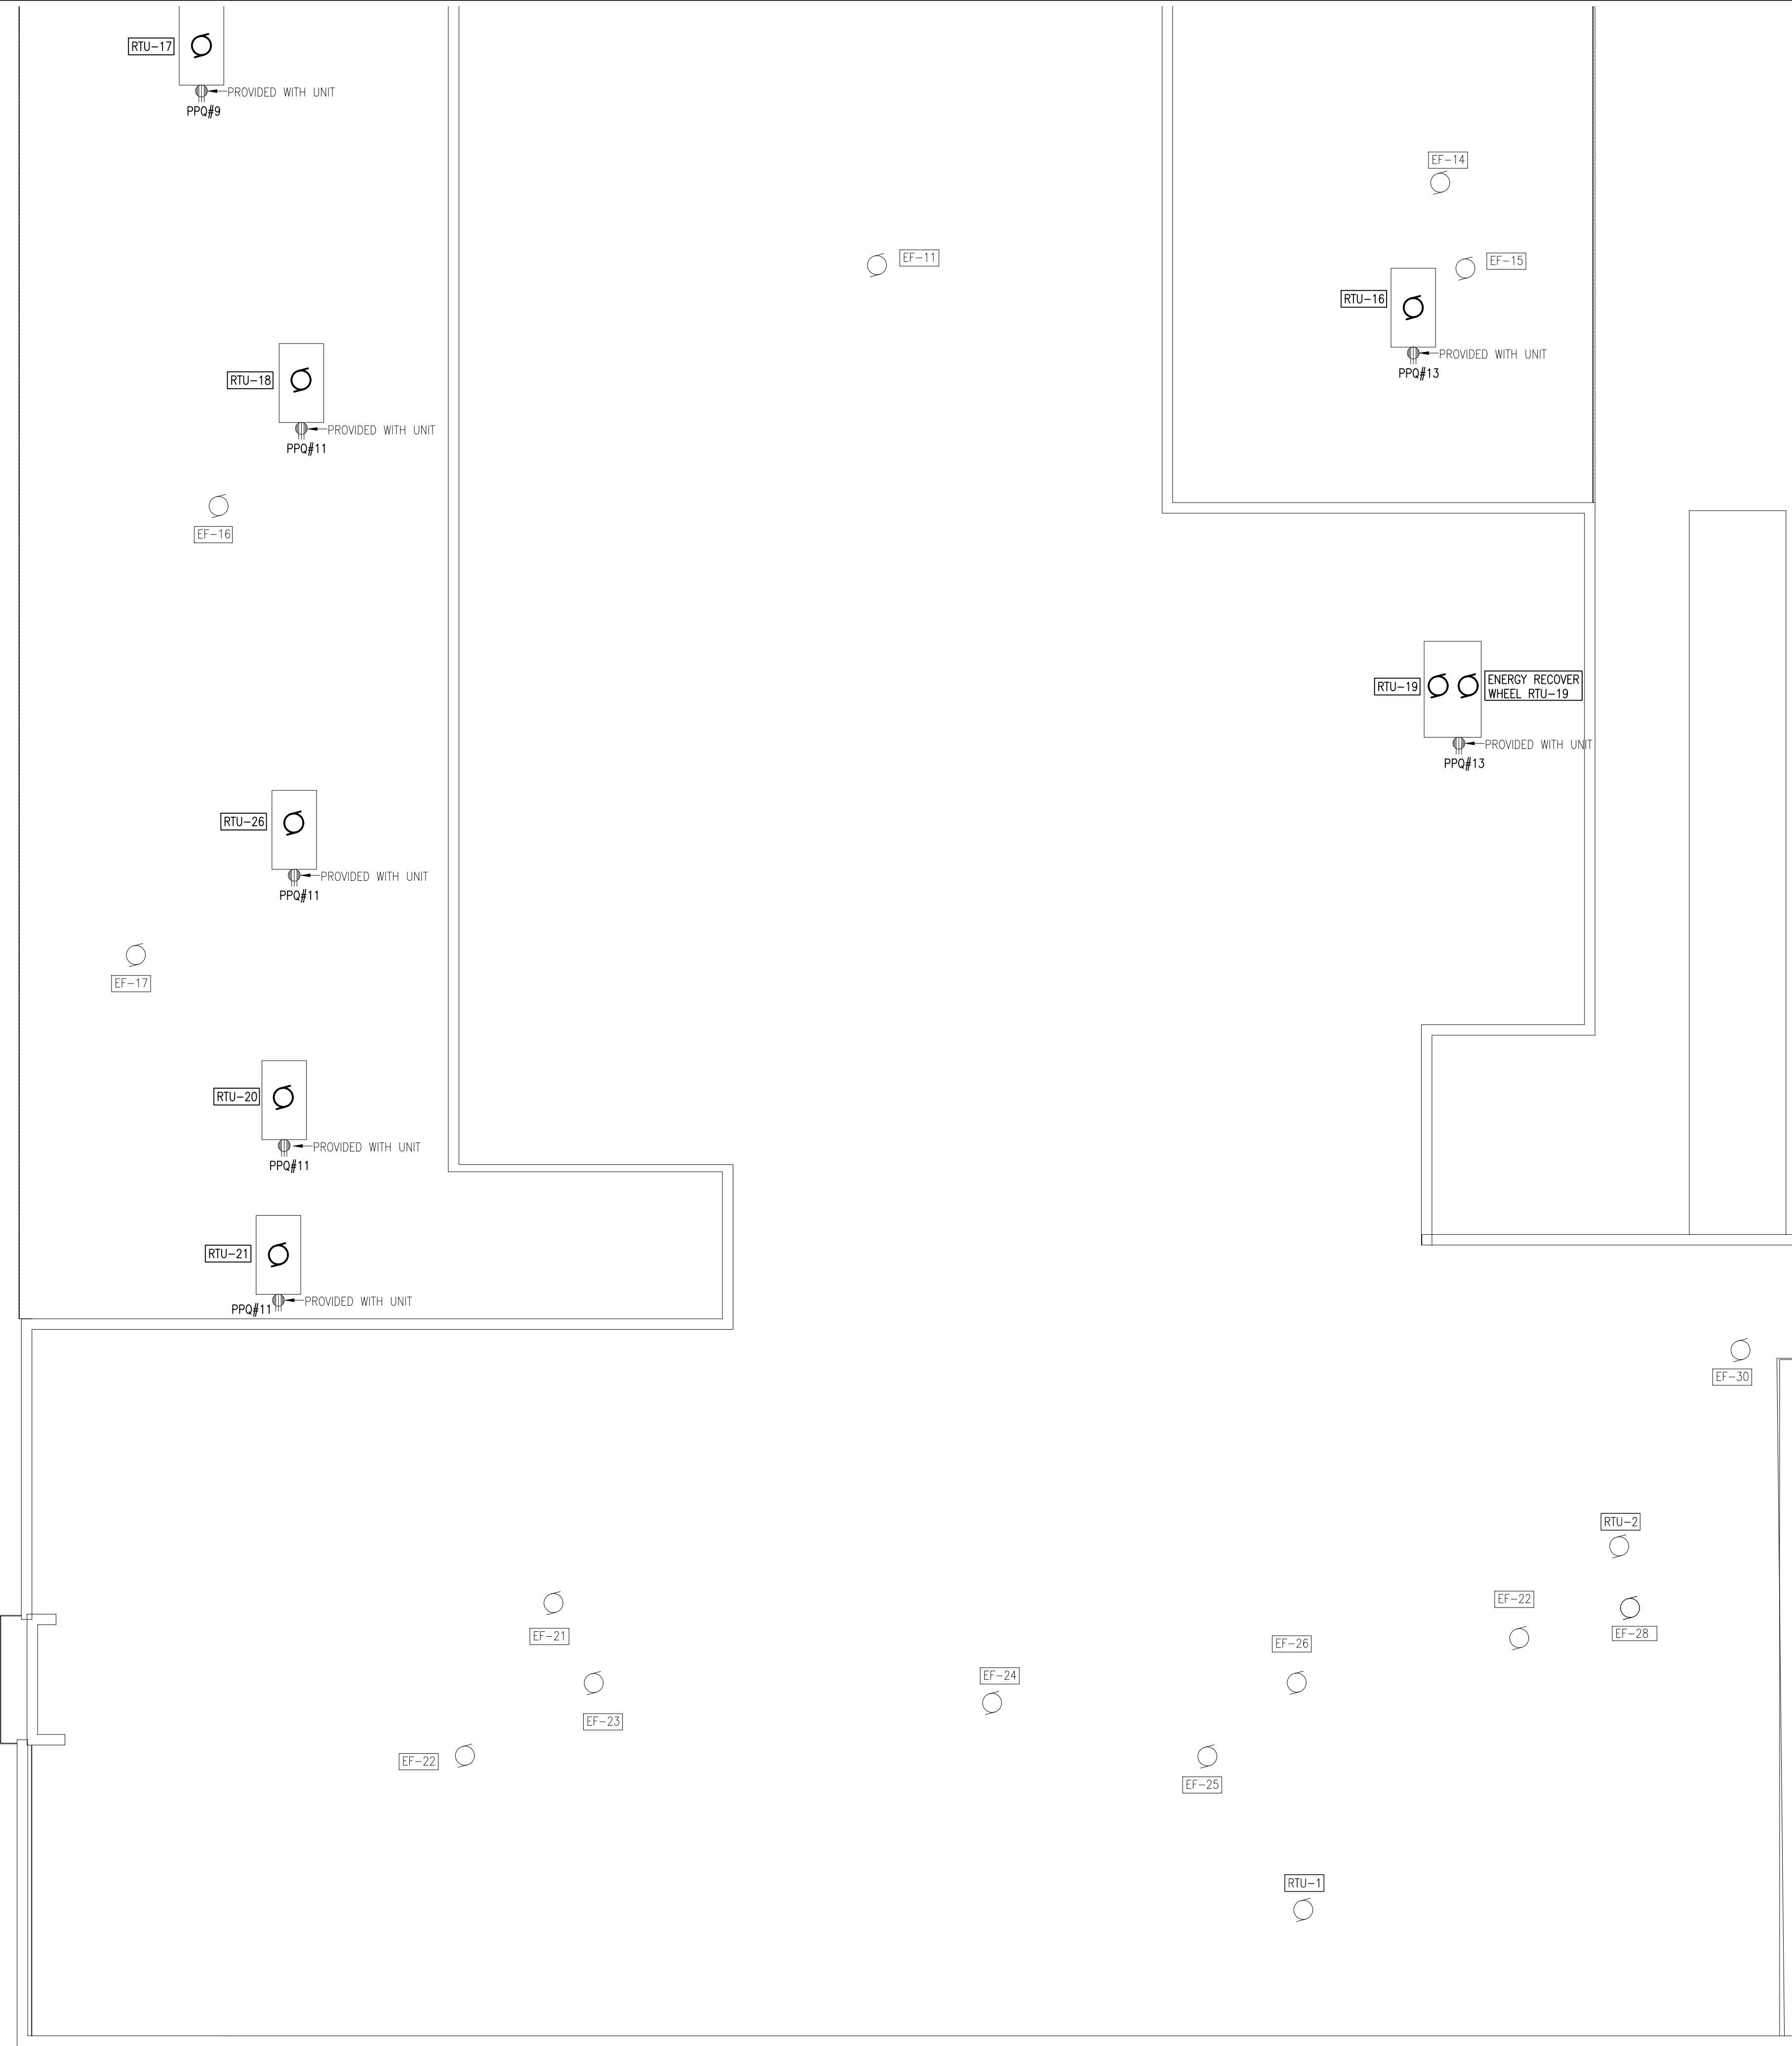 RTU-17
PROVIDED WITH UNIT
PPQ#9
EF-14
EF-11
EF-15
RTU-16
PROVIDED WITH UNIT
PPQ#13
RTU-18
PROVIDED WITH UNIT
PPQ#11
EF-16
RTU-19
ENERGY RECOVER
WHEEL RTU-19
PROVIDED WITH UNIT
PPQ#13
RTU-26
PROVIDED WITH UNIT
PPQ#11
EF-17
RTU-20
PROVIDED WITH UNIT
PPQ#11
RTU-21
PROVIDED WITH UNIT
PPQ#11
EF-30
RTU-2
EF-22
EF-28
EF-21
EF-26
EF-24
EF-23
EF-22
EF-25
RTU-1